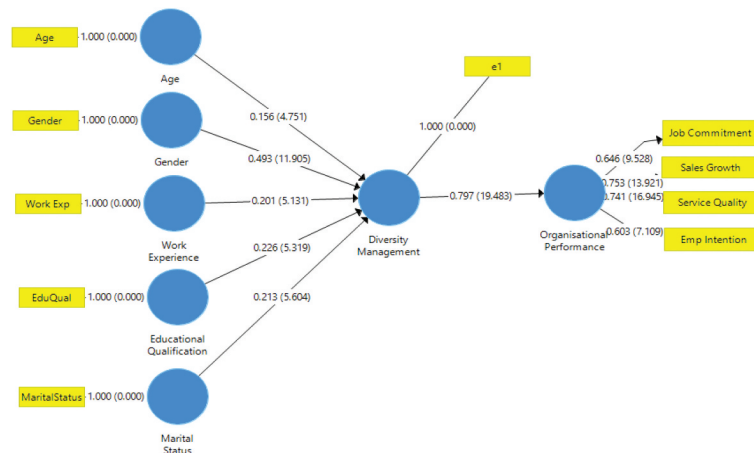 Age
1.000 (0.000)
Age
Gender
1.000 (0.000)
Gender
Work Exp
1.000 (0.000)
Work
Experience
EduQual
1.000 (0.000)
Educational
Qualification
MaritalStatus
1.000 (0.000)
Marital
Status
0.156 (4.751)
0.493 (11.905)
0.201 (5.131)
0.226 (5.319)
0.213 (5.604)
e1
1.000 (0.000)
Diversity
Management
0.797 (19.483)
Organisational
Performance
0.646 (9.528)
0.753 (13.921)
0.741 (16.945)
0.603 (7.109)
Job Commitment
Sales Growth
Service Quality
Emp Intention